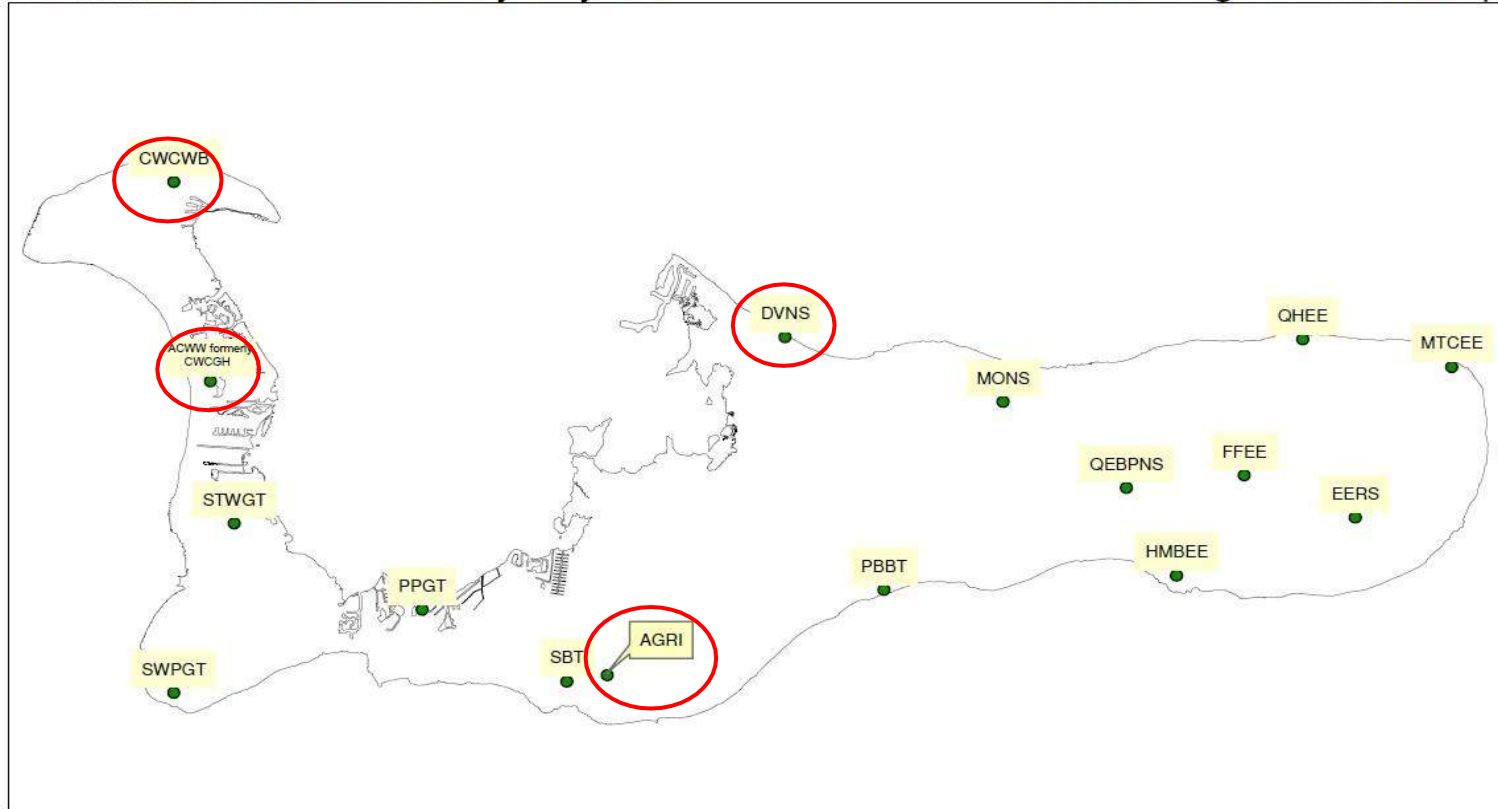 CWCWB
DVNS
QHEE
ACWW formerly
CWCGH
MTCEE
MONS
FFEE
QEBPNS
EERS
STWGT
HMBEE
PBBT
PPGT
AGRI
SBT
SWPGT